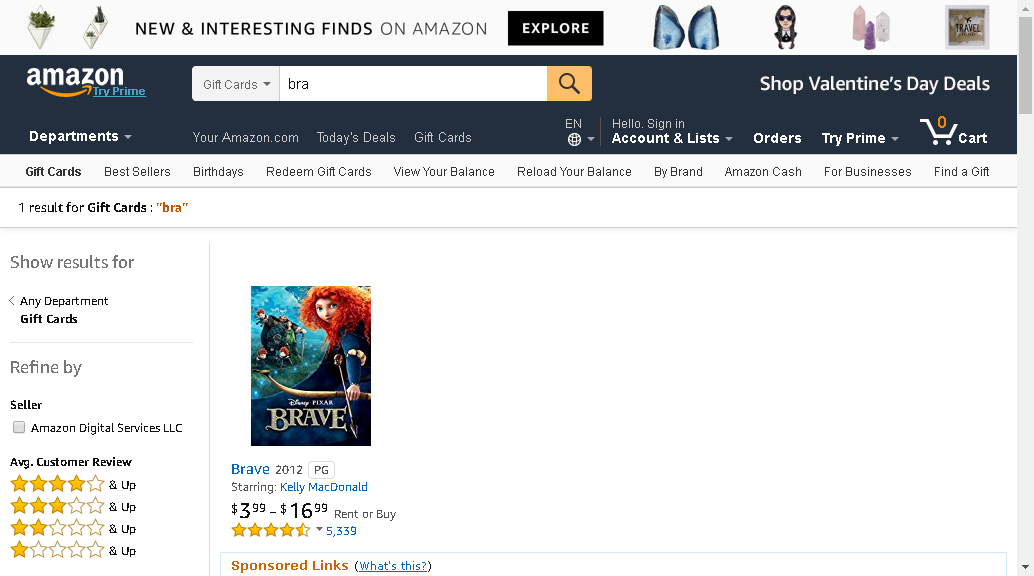 NEW & INTERESTING FINDS ON AMAZON EXPLORE
TRAVEL
amazon
Try Prime
Gift Cards bra
Shop Valentine's Day Deals
Departments
Your Amazon.com Today's Deals Gift Cards
EN
Hello. Sign in
Account & Lists
Orders Try Prime
0
Cart
Gift Cards Best Sellers Birthdays Redeem Gift Cards View Your Balance Reload Your Balance By Brand Amazon Cash For Businesses Find a Gift
1 result for Gift Cards : "bra"
Show results for
Any Department
Gift Cards
Refine by
Seller
Amazon Digital Services LLC
Avg. Customer Review
& Up
& Up
& Up
& Up
Disney PIXAR
BRAVE
Brave 2012 PG
Starring: Kelly MacDonald
$3.99 - $16.99 Rent or Buy
5,339
Sponsored Links (What's this?)